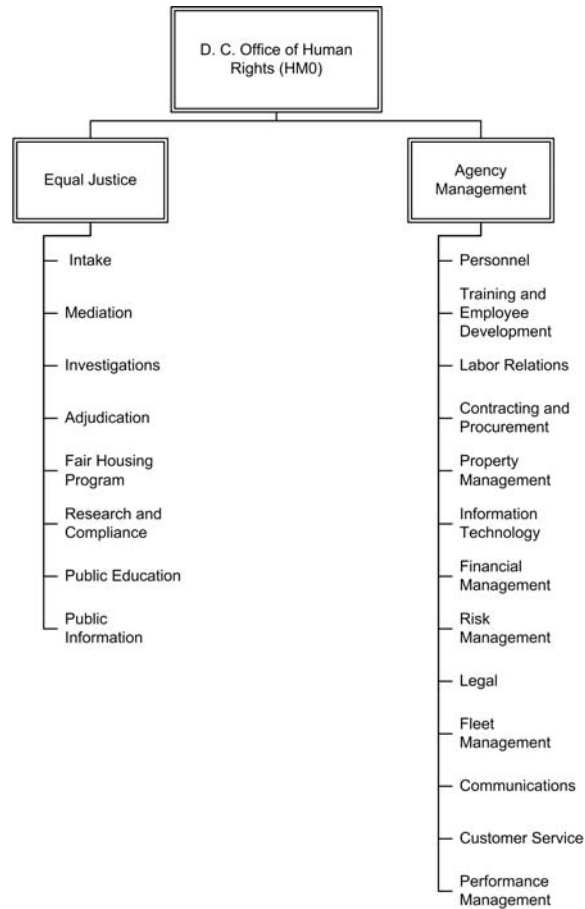 D. C. Office of Human
Rights (HM0)
Equal Justice
Intake
Mediation
Investigations
Adjudication
Fair Housing
Program
Research and
Compliance
Public Education
Public
Information
Agency
Management
Personnel
Training and
Employee
Development
Labor Relations
Contracting and
Procurement
Property
Management
Information
Technology
Financial
Management
Risk
Management
Legal
Fleet
Management
Communications
Customer Service
Performance
Management